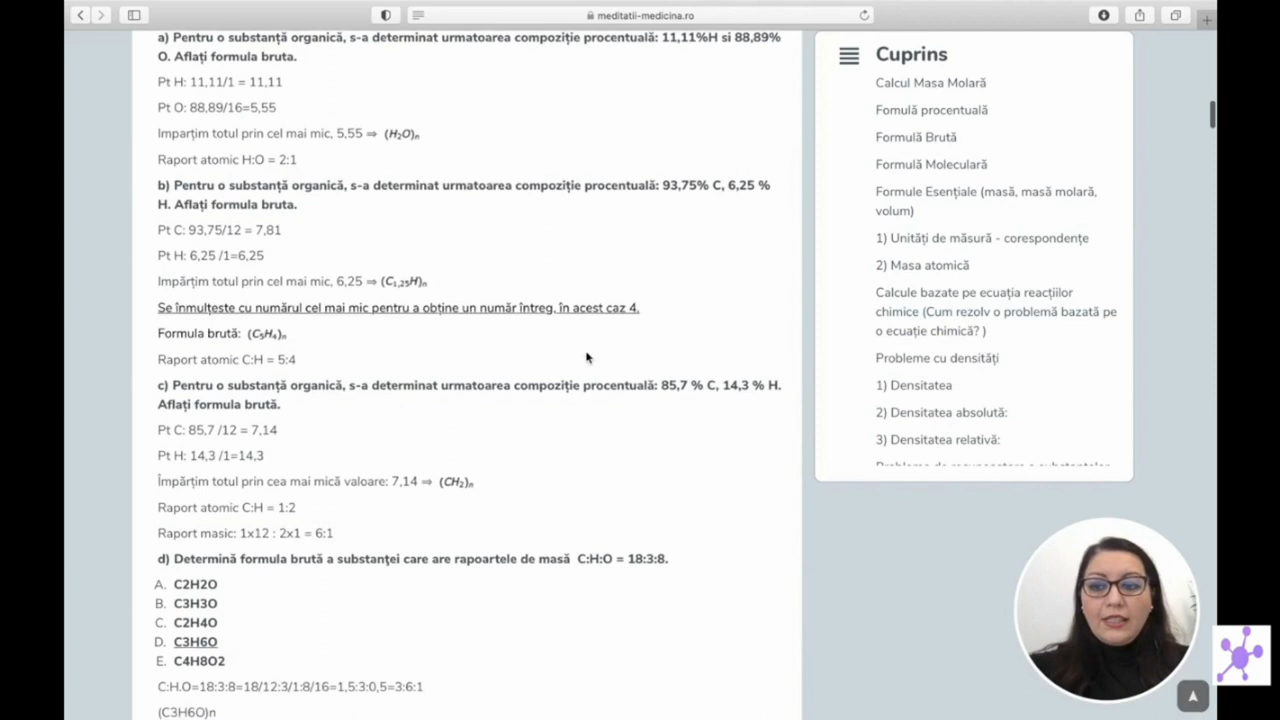 meditatii-medicina.ro
a) Pentru o substanță organică, s-a determinat urmatoarea compoziție procentuală: 11,11%H si 88,89%
O. Aflați formula bruta.
Pt H: 11,11/1 = 11,11
Pt O: 88,89/16=5,55
Imparțim totul prin cel mai mic, 5,55 ⇒ (H₂O)ₙ
Raport atomic H:O = 2:1
b) Pentru o substanță organică, s-a determinat urmatoarea compoziție procentuală: 93,75% C, 6,25 %
H. Aflați formula bruta.
Pt C: 93,75/12 = 7,81
Pt H: 6,25 /1=6,25
Impărțim totul prin cel mai mic, 6,25 ⇒ (C₁,₂₅H)ₙ
Se înmulțește cu numărul cel mai mic pentru a obține un număr întreg, în acest caz 4.
Formula brută: (C₅H₄)ₙ
Raport atomic C:H = 5:4
c) Pentru o substanță organică, s-a determinat urmatoarea compoziție procentuală: 85,7 % C, 14,3 % H.
Aflați formula brută.
Pt C: 85,7 /12 = 7,14
Pt H: 14,3 /1=14,3
Împărțim totul prin cea mai mică valoare: 7,14 ⇒ (CH₂)ₙ
Raport atomic C:H = 1:2
Raport masic: 1x12 : 2x1 = 6:1
d) Determină formula brută a substanței care are rapoartele de masă C:H:O = 18:3:8.
A. C2H2O
B. C3H3O
C. C2H4O
D. C3H6O
E. C4H8O2
C:H.O=18:3:8=18/12:3/1:8/16=1,5:3:0,5=3:6:1
(C3H6O)n
Cuprins
Calcul Masa Molară
Fomulă procentuală
Formulă Brută
Formulă Moleculară
Formule Esențiale (masă, masă molară,
volum)
1) Unități de măsură - corespondențe
2) Masa atomică
Calcule bazate pe ecuația reacțiilor
chimice (Cum rezolv o problemă bazată pe
o ecuație chimică? )
Probleme cu densități
1) Densitatea
2) Densitatea absolută:
3) Densitatea relativă: